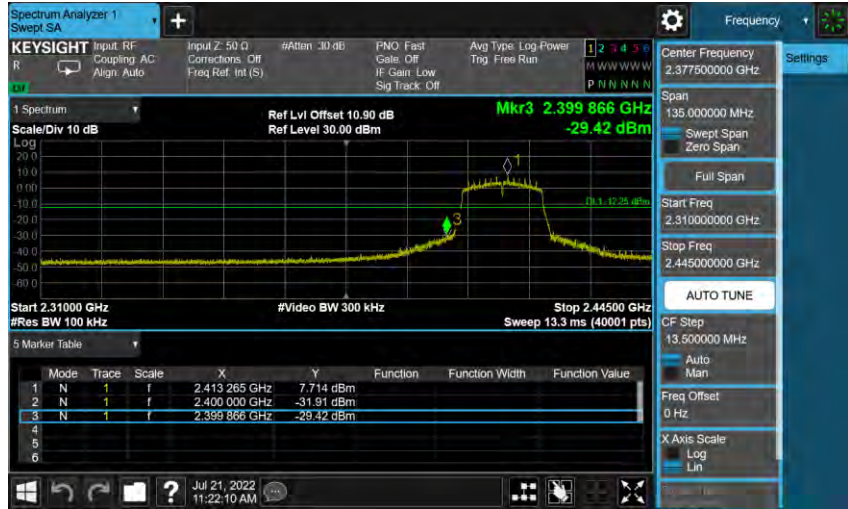 Spectrum Analyzer 1
Swept SA
+
Frequency
KEYSIGHT
R
Input: RF
Coupling: AC
Align: Auto
Input Z: 50 Ω
Corrections: Off
Freq Ref: Int (S)
#Atten: 30 dB
PNO: Fast
Gate: Off
IF Gain: Low
Sig Track: Off
Avg Type: Log-Power
Trig: Free Run
1 2 3 4 5 6
M W W W W W
P N N N N N
Center Frequency
2.377500000 GHz
Settings
Span
135.000000 MHz
Swept Span
Zero Span
Full Span
Start Freq
2.310000000 GHz
Stop Freq
2.445000000 GHz
AUTO TUNE
CF Step
13.500000 MHz
Auto
Man
Freq Offset
0 Hz
X Axis Scale
Log
Lin
1 Spectrum
Scale/Div 10 dB
Ref Lvl Offset 10.90 dB
Ref Level 30.00 dBm
Mkr3 2.399 866 GHz
-29.42 dBm
Log
20.0
10.0
0.00
-10.0
-20.0
-30.0
-40.0
-50.0
-60.0
1
3
DL1 -12.25 dBm
Start 2.31000 GHz
#Res BW 100 kHz
#Video BW 300 kHz
Stop 2.44500 GHz
Sweep 13.3 ms (40001 pts)
5 Marker Table
Mode Trace Scale X Y Function Function Width Function Value
1 N 1 f 2.413 265 GHz 7.714 dBm
2 N 1 f 2.400 000 GHz -31.91 dBm
3 N 1 f 2.399 866 GHz -29.42 dBm
4
5
6
?
Jul 21, 2022
11:22:10 AM